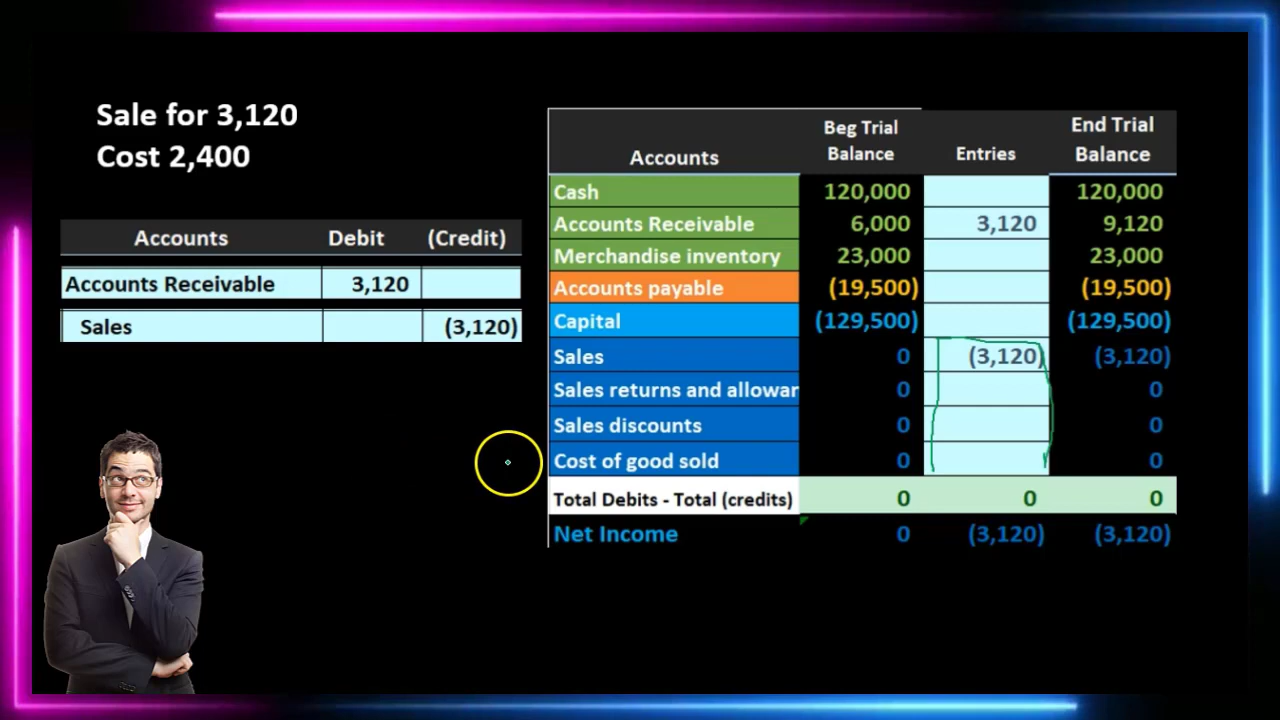 Sale for 3,120
Cost 2,400
Accounts Debit (Credit)
Accounts Receivable 3,120
Sales (3,120)
Accounts Beg Trial Balance Entries End Trial Balance
Cash 120,000 120,000
Accounts Receivable 6,000 3,120 9,120
Merchandise inventory 23,000 23,000
Accounts payable (19,500) (19,500)
Capital (129,500) (129,500)
Sales 0 (3,120) (3,120)
Sales returns and allowar 0 0
Sales discounts 0 0
Cost of good sold 0 0
Total Debits - Total (credits) 0 0 0
Net Income 0 (3,120) (3,120)